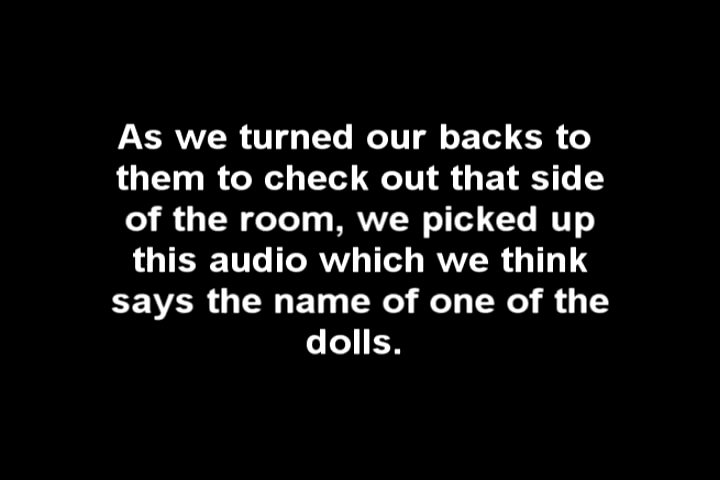 As we turned our backs to
them to check out that side
of the room, we picked up
this audio which we think
says the name of one of the
dolls.